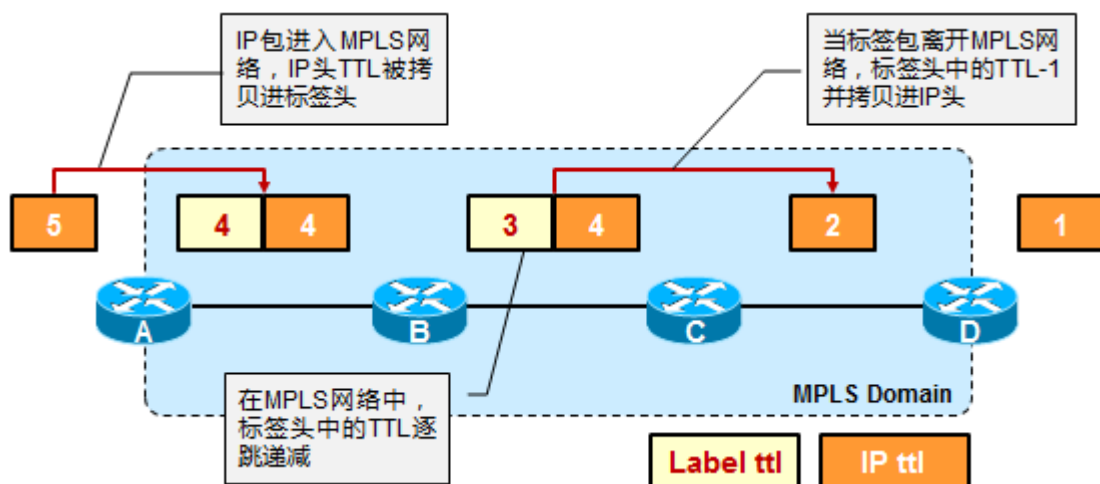 IP包进入MPLS网
络，IP头TTL被拷
贝进标签头
当标签包离开MPLS网
络，标签头中的TTL-1
并拷贝进IP头
5
4 4
3 4
2
1
A
B
C
D
在MPLS网络中，
标签头中的TTL逐
跳递减
MPLS Domain
Label ttl
IP ttl